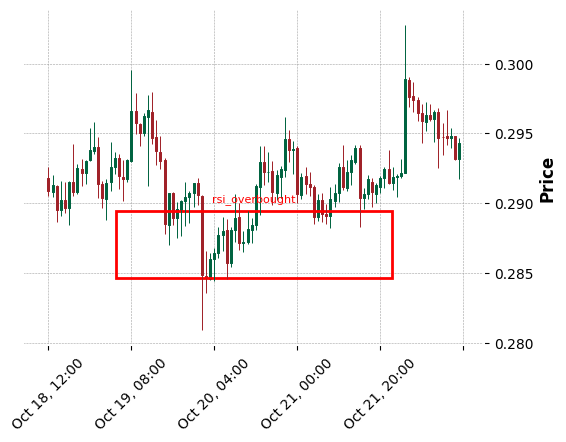 0.300
0.295
0.290
0.285
0.280
Price
rsi_overbought
Oct 18, 12:00
Oct 19, 08:00
Oct 20, 04:00
Oct 21, 00:00
Oct 21, 20:00